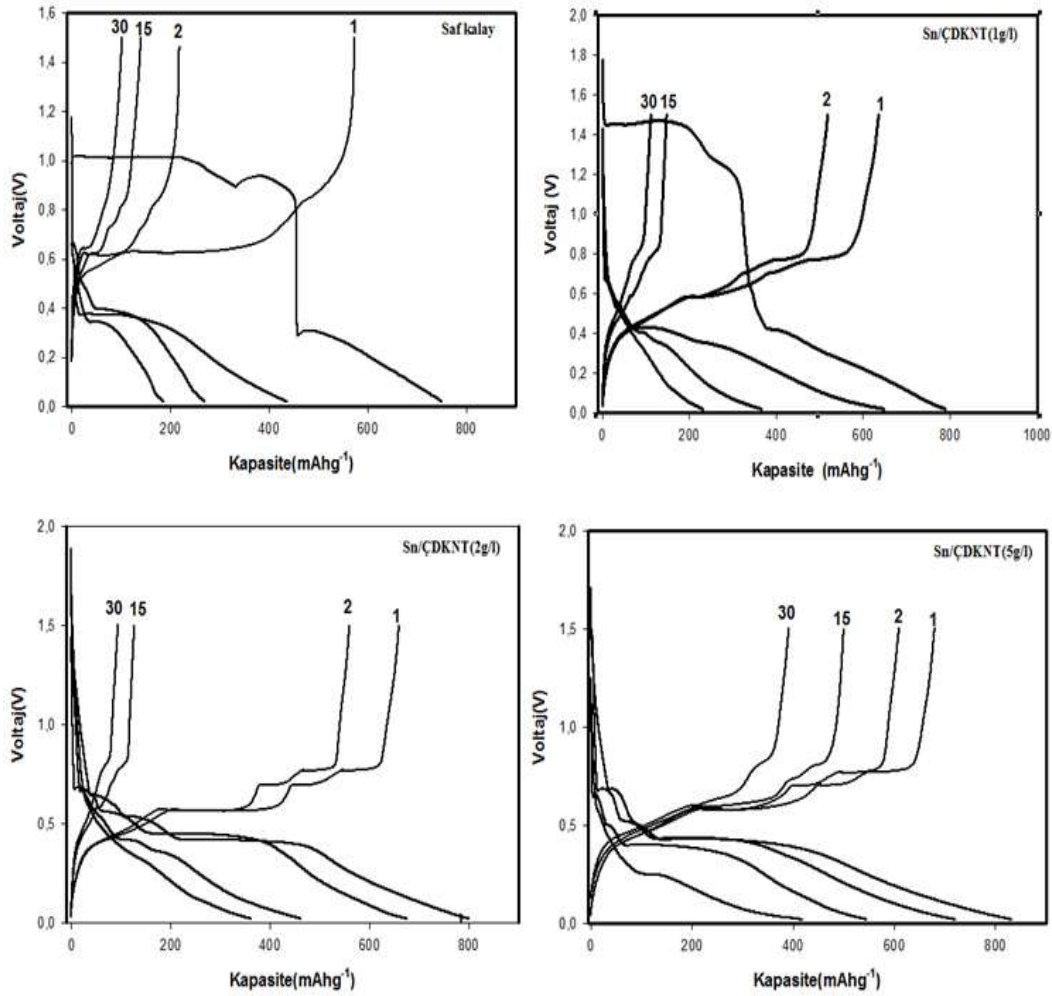 Saf kalay
30 15 2 1
1,6
1,4
1,2
1,0
0,8
0,6
0,4
0,2
0,0
Voltaj(V)
0 200 400 600 800
Kapasite(mAhg-1)
Sn/ÇDKNT(1g/l)
30 15 2 1
2,0
1,8
1,6
1,4
1,2
1,0
0,8
0,6
0,4
0,2
0,0
Voltaj (V)
0 200 400 600 800 1000
Kapasite (mAhg-1)
Sn/ÇDKNT(2g/l)
30 15 2 1
2,0
1,5
1,0
0,5
0,0
Voltaj(V)
0 200 400 600 800
Kapasite(mAhg-1)
Sn/ÇDKNT(5g/l)
30 15 2 1
2,0
1,5
1,0
0,5
0,0
Voltaj(V)
0 200 400 600 800
Kapasite(mAhg-1)